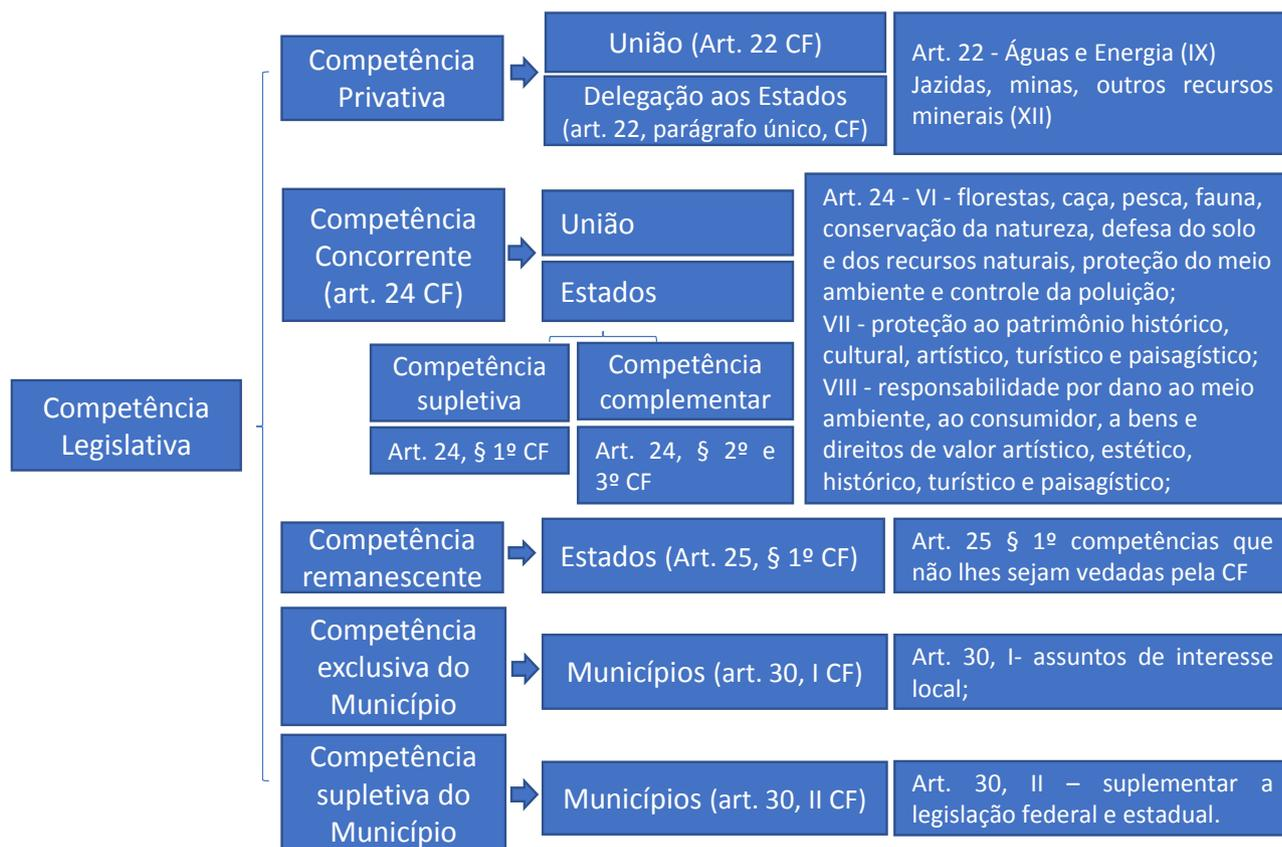 Competência
Legislativa
Competência
Privativa
União (Art. 22 CF)
Delegação aos Estados
(art. 22, parágrafo único, CF)
Art. 22 - Águas e Energia (IX)
Jazidas, minas, outros recursos
minerais (XII)
Competência
Concorrente
(art. 24 CF)
União
Estados
Competência
supletiva
Art. 24, § 1º CF
Competência
complementar
Art. 24, § 2º e
3º CF
Art. 24 - VI - florestas, caça, pesca, fauna,
conservação da natureza, defesa do solo
e dos recursos naturais, proteção do meio
ambiente e controle da poluição;
VII - proteção ao patrimônio histórico,
cultural, artístico, turístico e paisagístico;
VIII - responsabilidade por dano ao meio
ambiente, ao consumidor, a bens e
direitos de valor artístico, estético,
histórico, turístico e paisagístico;
Competência
remanescente
Estados (Art. 25, § 1º CF)
Art. 25 § 1º competências que
não lhes sejam vedadas pela CF
Competência
exclusiva do
Município
Municípios (art. 30, I CF)
Art. 30, I- assuntos de interesse
local;
Competência
supletiva do
Município
Municípios (art. 30, II CF)
Art. 30, II – suplementar a
legislação federal e estadual.